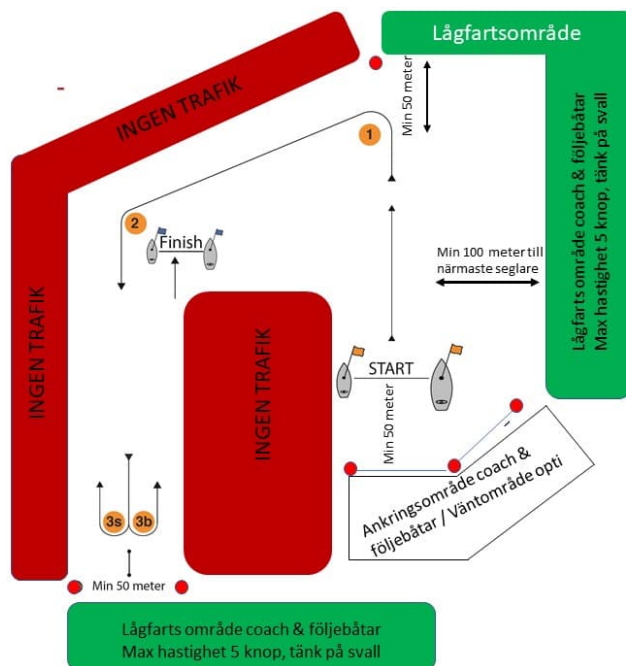 Lågfartsområde
INGEN TRAFIK
Min 50 meter
1
2
Finish
Min 100 meter till
närmaste seglare
Lågfarts område coach & följebåtar
Max hastighet 5 knop, tänk på svall
INGEN TRAFIK
INGEN TRAFIK
START
Min 50 meter
Ankringsområde coach &
följebåtar / Väntområde opti
3s
3b
Min 50 meter
Lågfarts område coach & följebåtar
Max hastighet 5 knop, tänk på svall